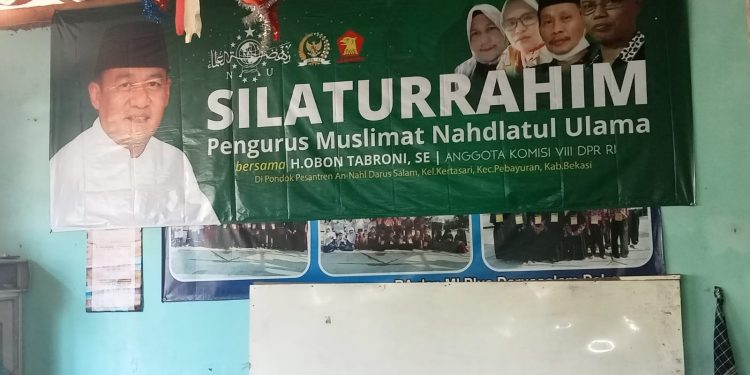 NU
SILATURRAHIM
Pengurus Muslimat Nahdlatul Ulama
bersama H.OBON TABRONI, SE | ANGGOTA KOMISI VIII DPR RI
Di Pondok Pesantren An-Nahl Darus Salam, Kel.Kertasari, Kec.Pebayuran, Kab.Bekasi